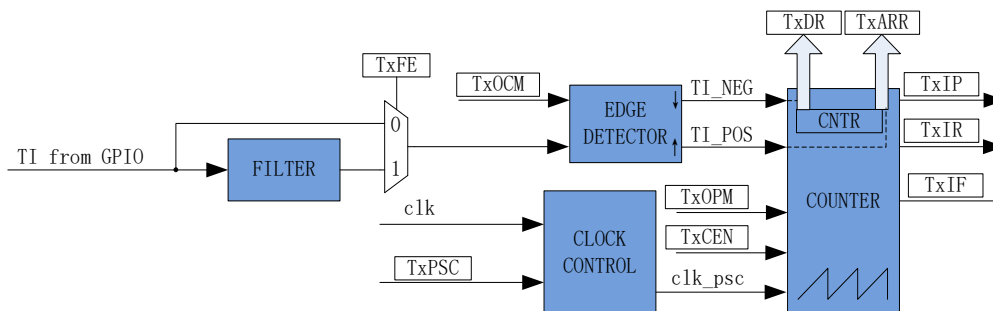 TxDR
TxARR
TxFE
TxOCM
TI_NEG
TxIP
EDGE
DETECTOR
CNTR
0
TI_POS
TxIR
TI from GPIO
FILTER
1
TxIF
clk
TxOPM
COUNTER
CLOCK
CONTROL
TxCEN
TxPSC
clk_psc